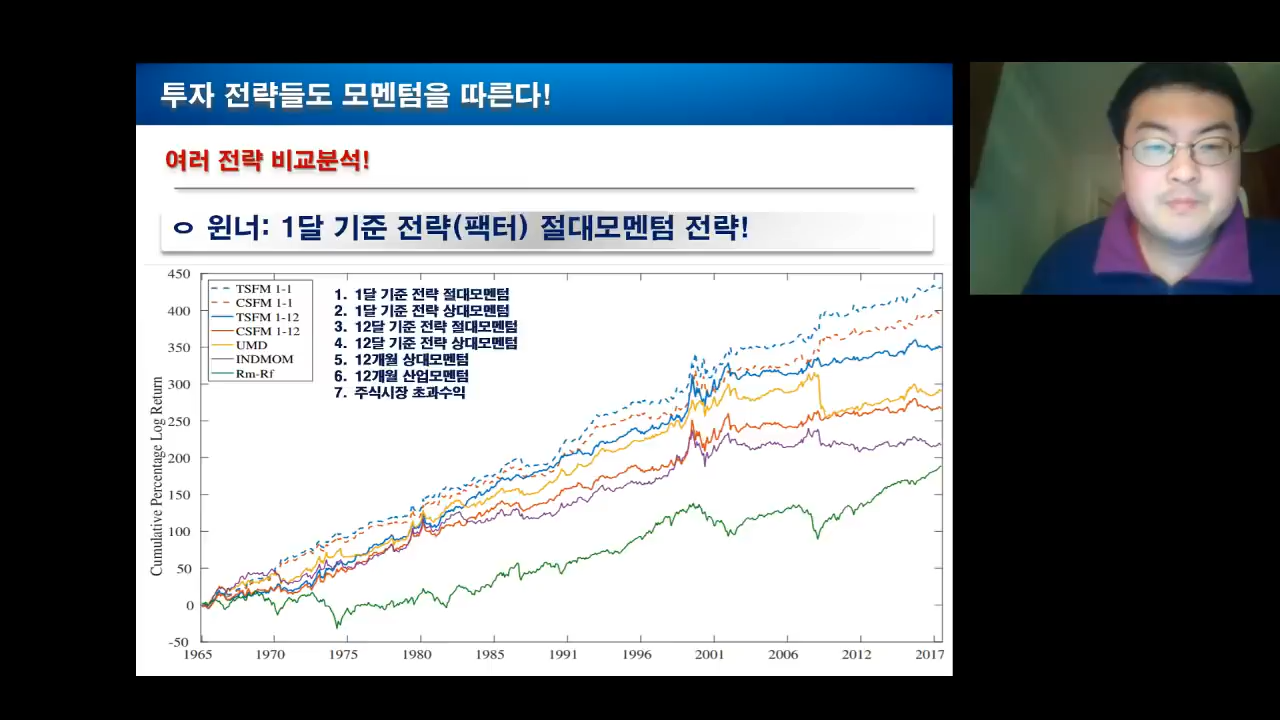 투자 전략들도 모멘텀을 따른다!
여러 전략 비교분석!
ㅇ 윈너: 1달 기준 전략(팩터) 절대모멘텀 전략!
Cumulative Percentage Log Return
450
400
350
300
250
200
150
100
50
0
-50
TSFM 1-1
CSFM 1-1
TSFM 1-12
CSFM 1-12
UMD
INDMOM
Rm-Rf
1. 1달 기준 전략 절대모멘텀
2. 1달 기준 전략 상대모멘텀
3. 12달 기준 전략 절대모멘텀
4. 12달 기준 전략 상대모멘텀
5. 12개월 상대모멘텀
6. 12개월 산업모멘텀
7. 주식시장 초과수익
1965 1970 1975 1980 1985 1991 1996 2001 2006 2012 2017